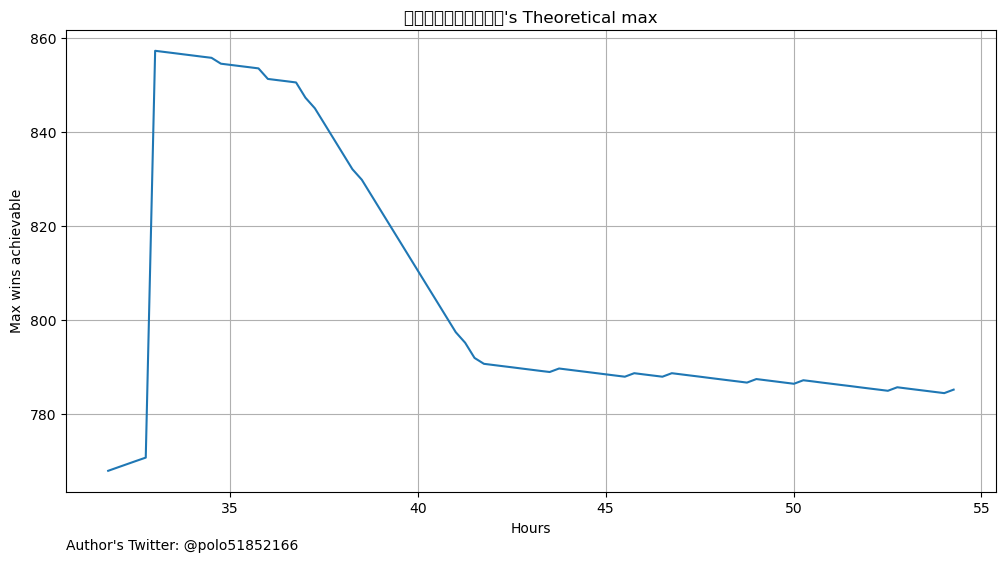 's Theoretical max
Max wins achievable
860
840
820
800
780
35
40
45
50
55
Hours
Author's Twitter: @polo51852166